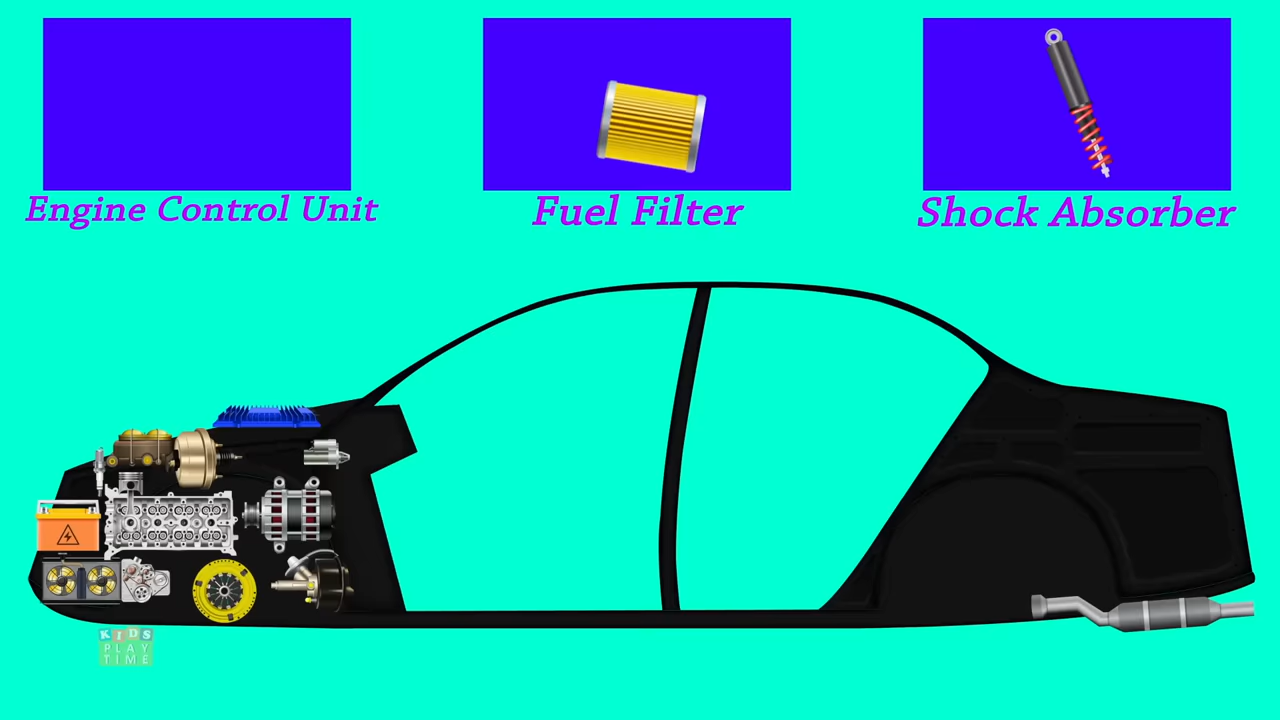 Engine Control Unit
Fuel Filter
Shock Absorber
KIDS
PLAY
TIME